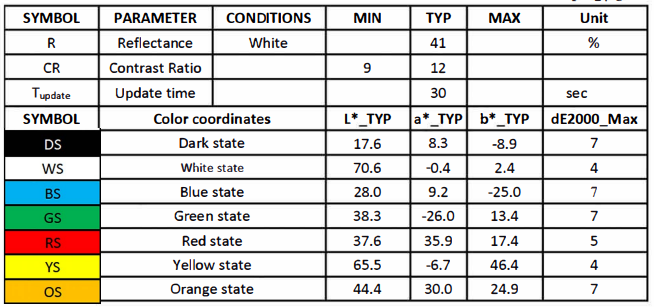 SYMBOL PARAMETER CONDITIONS MIN TYP MAX Unit
R Reflectance White 41 %
CR Contrast Ratio 9 12
Tupdate Update time 30 sec
SYMBOL Color coordinates L*_TYP a*_TYP b*_TYP dE2000_Max
DS Dark state 17.6 8.3 -8.9 7
WS White state 70.6 -0.4 2.4 4
BS Blue state 28.0 9.2 -25.0 7
GS Green state 38.3 -26.0 13.4 7
RS Red state 37.6 35.9 17.4 5
YS Yellow state 65.5 -6.7 46.4 4
OS Orange state 44.4 30.0 24.9 7